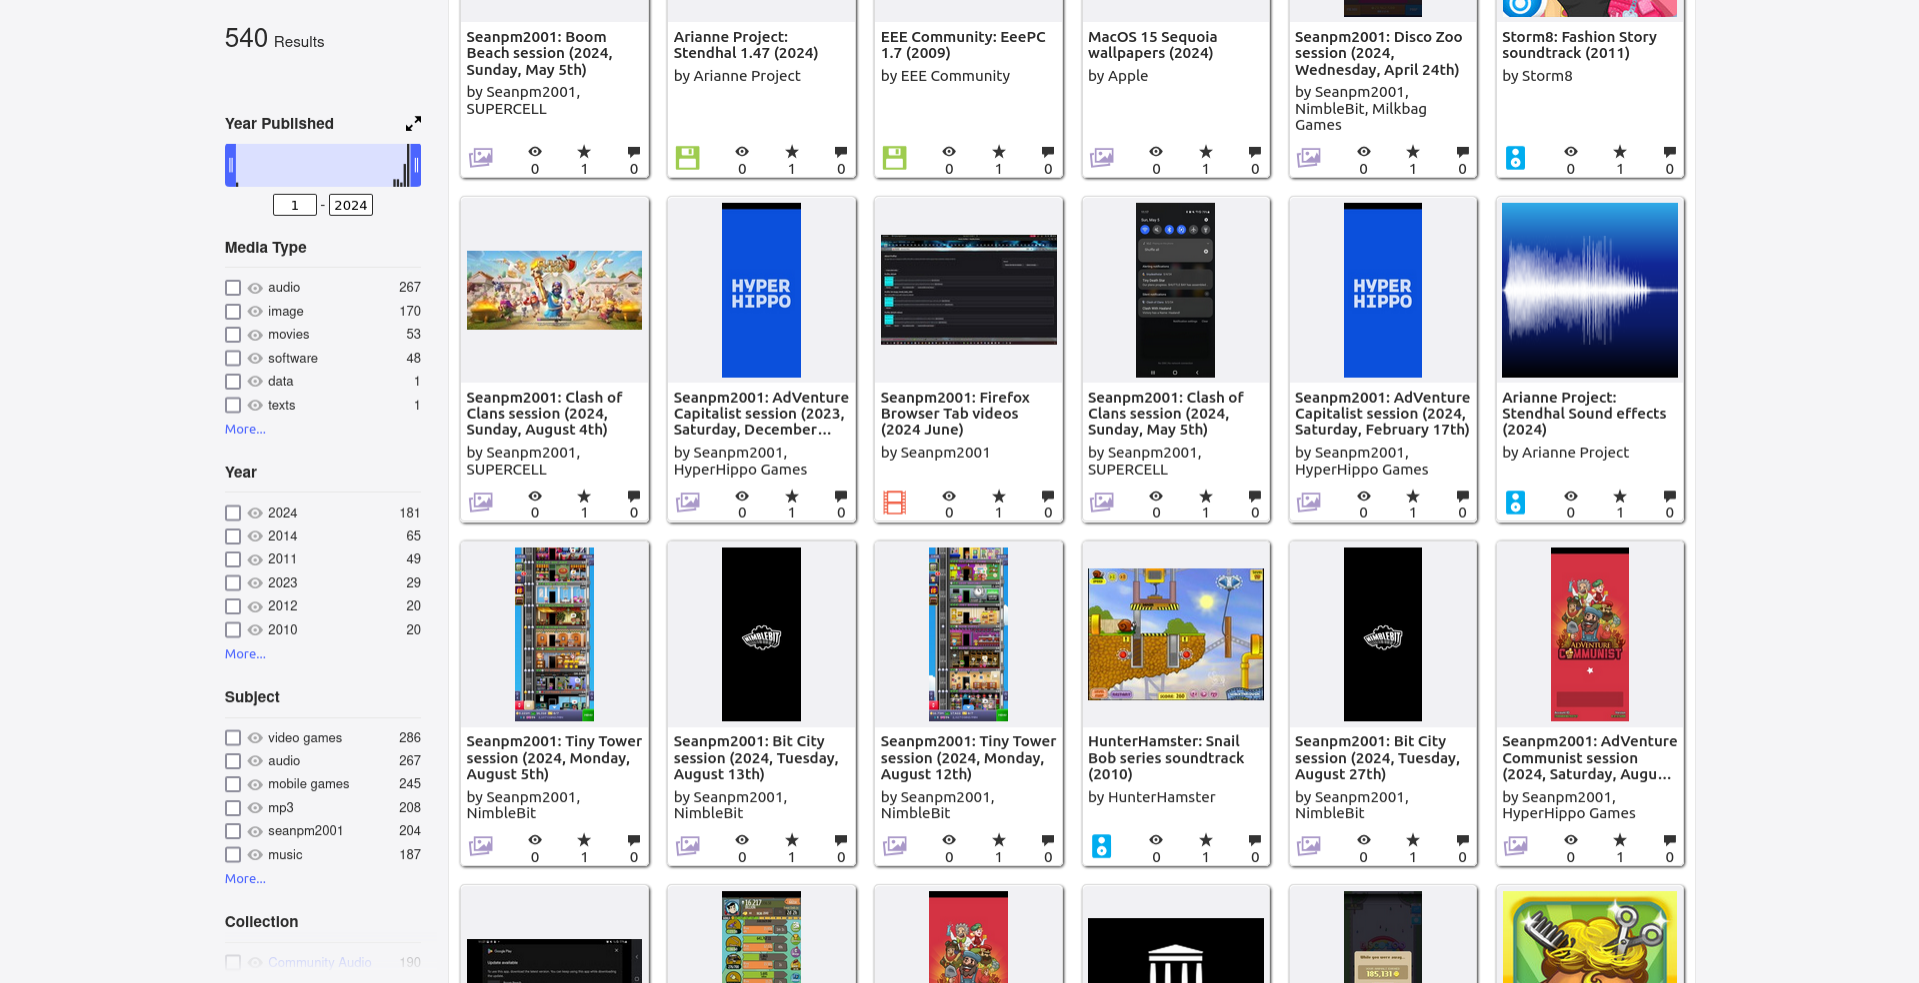 540 Results
Year Published
1 - 2024
Media Type
audio 267
image 170
movies 53
software 48
data 1
texts 1
More...
Year
2024 181
2014 65
2011 49
2023 29
2012 20
2010 20
More...
Subject
video games 286
audio 267
mobile games 245
mp3 208
seanpm2001 204
music 187
More...
Collection
Community Audio 190
Seanpm2001: Boom
Beach session (2024,
Sunday, May 5th)
by Seanpm2001,
SUPERCELL
0 1 0
Arianne Project:
Stendhal 1.47 (2024)
by Arianne Project
0 1 0
EEE Community: EeePC
1.7 (2009)
by EEE Community
0 1 0
MacOS 15 Sequoia
wallpapers (2024)
by Apple
0 1 0
Seanpm2001: Disco Zoo
session (2024,
Wednesday, April 24th)
by Seanpm2001,
NimbleBit, Milkbag
Games
0 1 0
Storm8: Fashion Story
soundtrack (2011)
by Storm8
0 1 0
Seanpm2001: Clash of
Clans session (2024,
Sunday, August 4th)
by Seanpm2001,
SUPERCELL
0 1 0
HYPER
HIPPO
Seanpm2001: AdVenture
Capitalist session (2023,
Saturday, December...
by Seanpm2001,
HyperHippo Games
0 1 0
Seanpm2001: Firefox
Browser Tab videos
(2024 June)
by Seanpm2001
0 1 0
Seanpm2001: Clash of
Clans session (2024,
Sunday, May 5th)
by Seanpm2001,
SUPERCELL
0 1 0
HYPER
HIPPO
Seanpm2001: AdVenture
Capitalist session (2024,
Saturday, February 17th)
by Seanpm2001,
HyperHippo Games
0 1 0
Arianne Project:
Stendhal Sound effects
(2024)
by Arianne Project
0 1 0
Seanpm2001: Tiny Tower
session (2024, Monday,
August 5th)
by Seanpm2001,
NimbleBit
0 1 0
NIMBLEBIT
Seanpm2001: Bit City
session (2024, Tuesday,
August 13th)
by Seanpm2001,
NimbleBit
0 1 0
Seanpm2001: Tiny Tower
session (2024, Monday,
August 12th)
by Seanpm2001,
NimbleBit
0 1 0
HunterHamster: Snail
Bob series soundtrack
(2010)
by HunterHamster
0 1 0
NIMBLEBIT
Seanpm2001: Bit City
session (2024, Tuesday,
August 27th)
by Seanpm2001,
NimbleBit
0 1 0
ADVENTURE
COMMUNIST
Seanpm2001: AdVenture
Communist session
(2024, Saturday, Augu...
by Seanpm2001,
HyperHippo Games
0 1 0
Google Play
Update available
16,217
While you were away...
185,131